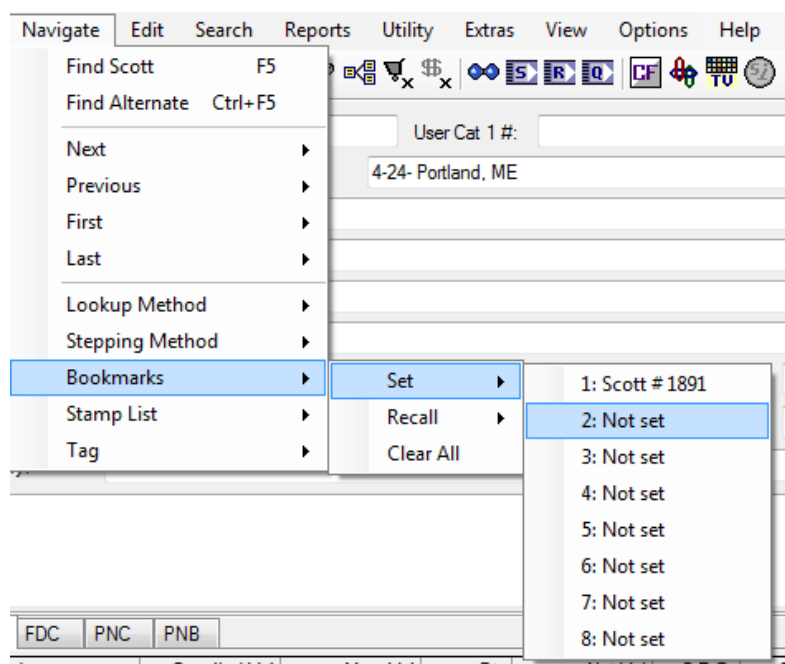 Navigate Edit Search Reports Utility Extras View Options Help
Find Scott F5
Find Alternate Ctrl+F5
Next
Previous
First
Last
Lookup Method
Stepping Method
Bookmarks
Stamp List
Tag
Set
Recall
Clear All
1: Scott # 1891
2: Not set
3: Not set
4: Not set
5: Not set
6: Not set
7: Not set
8: Not set
S R Q CF TV
User Cat 1 #:
4-24- Portland, ME
FDC PNC PNB